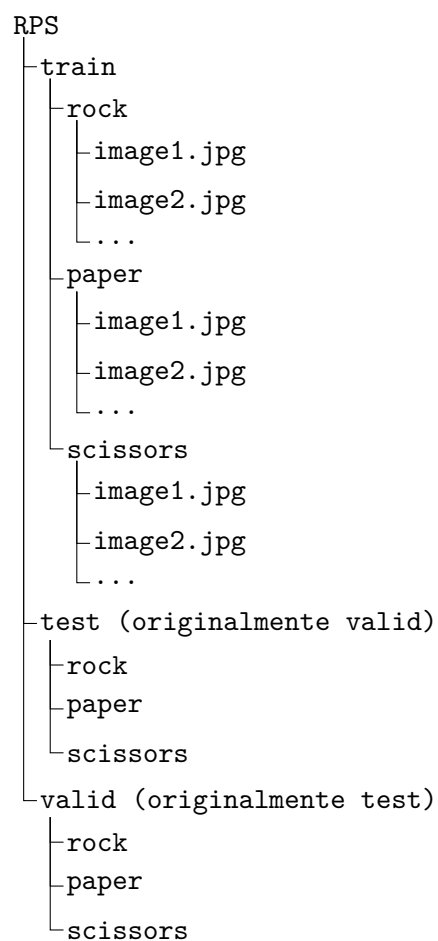 RPS
train
rock
image1.jpg
image2.jpg
...
paper
image1.jpg
image2.jpg
...
scissors
image1.jpg
image2.jpg
...
test (originalmente valid)
rock
paper
scissors
valid (originalmente test)
rock
paper
scissors